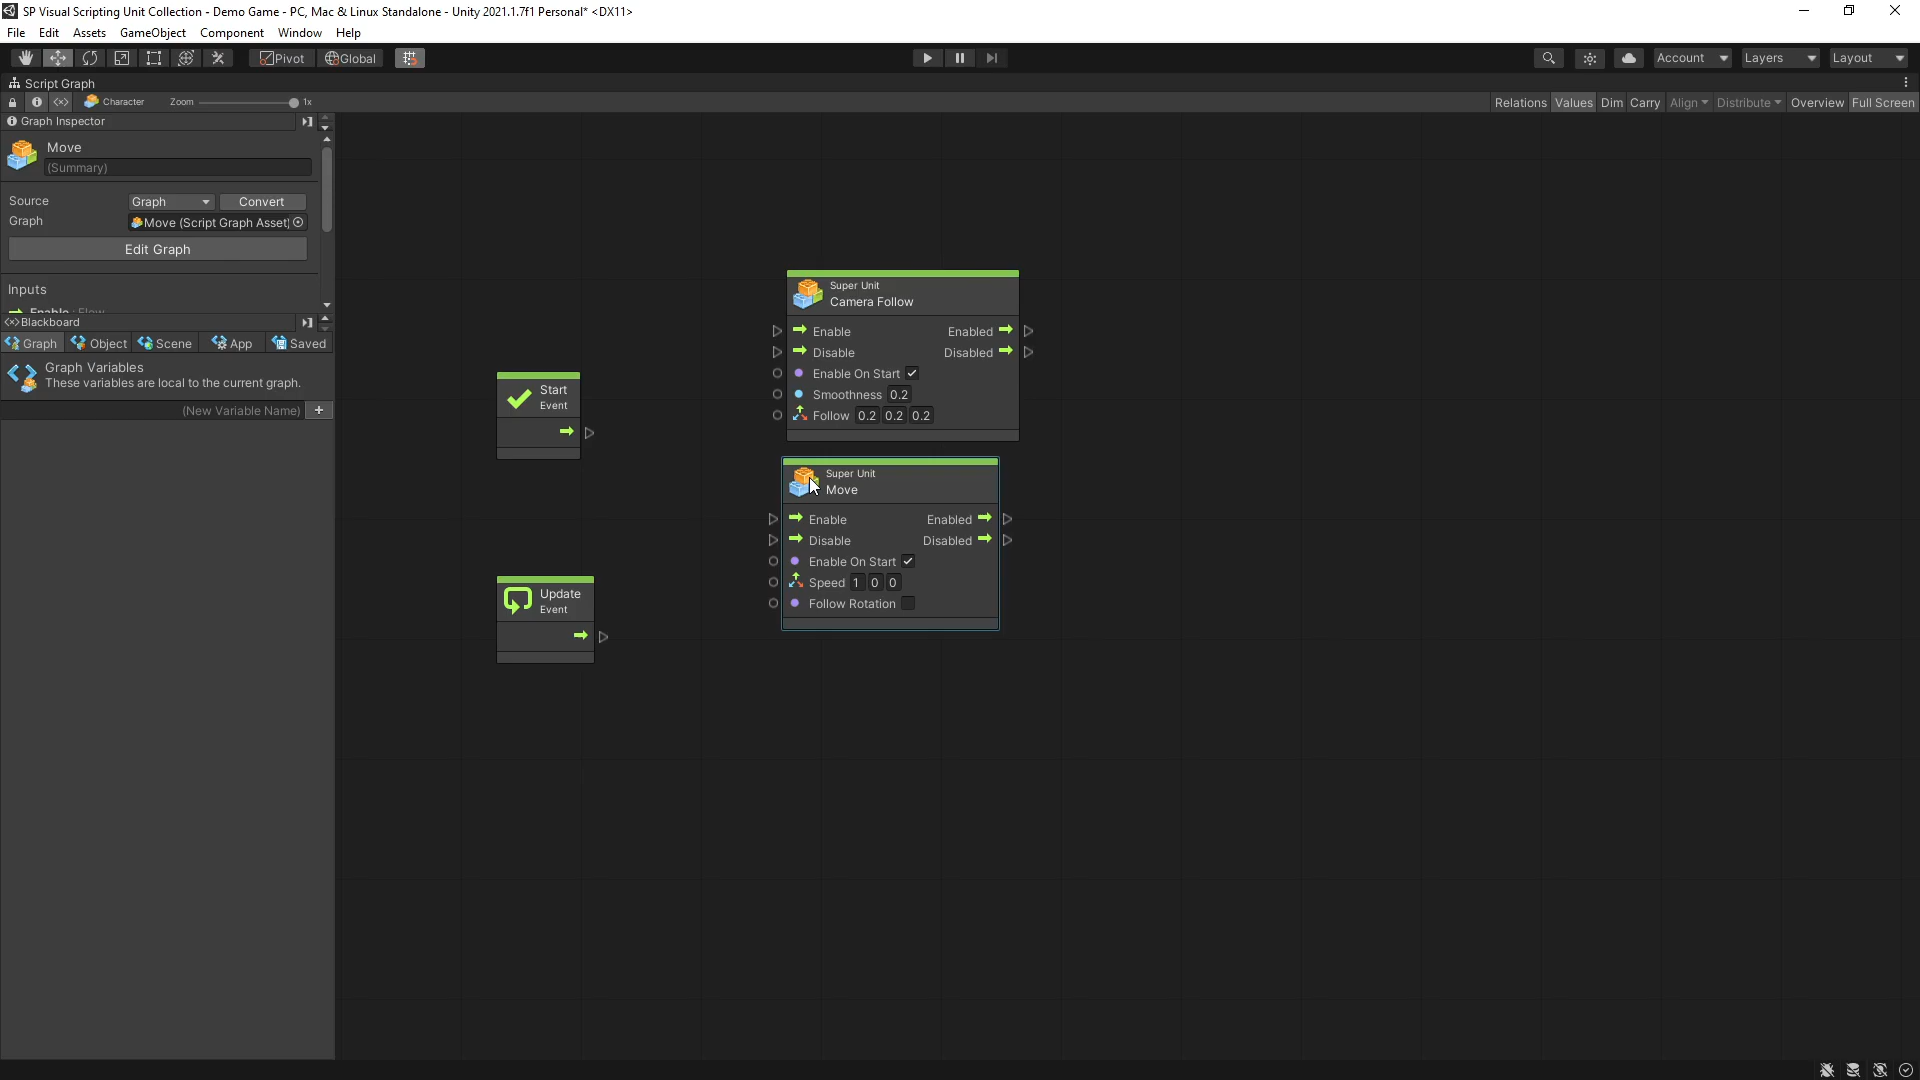 SP Visual Scripting Unit Collection - Demo Game - PC, Mac & Linux Standalone - Unity 2021.1.7f1 Personal* <DX11>
File Edit Assets GameObject Component Window Help
Pivot Global Account Layers Layout
Script Graph
Character Zoom 1x Relations Values Dim Carry Align Distribute Overview Full Screen
Graph Inspector
Move
(Summary)
Source Graph Convert
Graph Move (Script Graph Asset)
Edit Graph
Inputs
Enable : Flow
<x> Blackboard
Graph Object Scene App Saved
Graph Variables
These variables are local to the current graph.
(New Variable Name) +
Start
Event
Update
Event
Super Unit
Camera Follow
Enable Enabled
Disable Disabled
Enable On Start
Smoothness 0.2
Follow 0.2 0.2 0.2
Super Unit
Move
Enable Enabled
Disable Disabled
Enable On Start
Speed 1 0 0
Follow Rotation